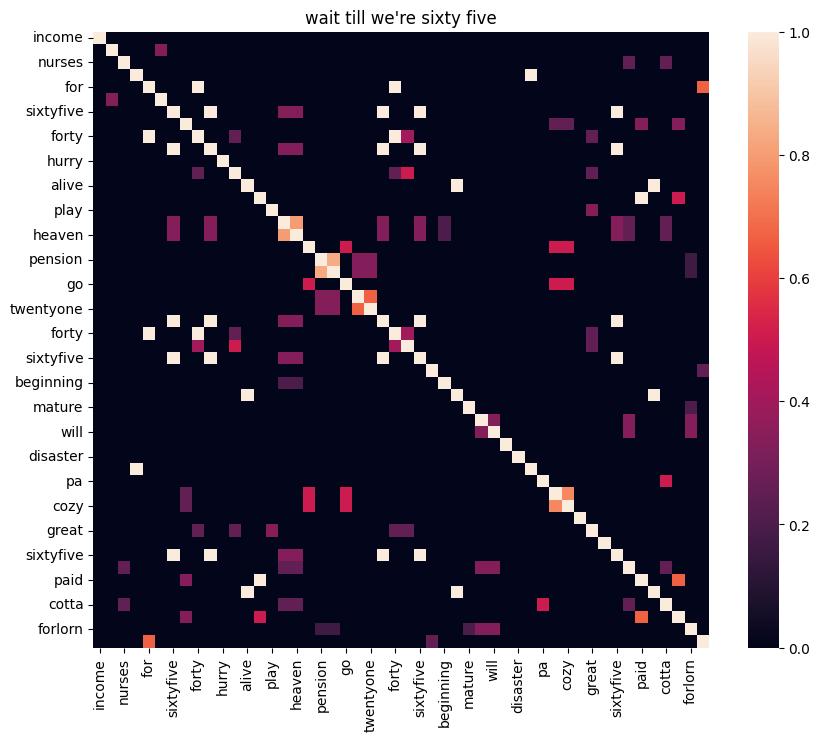 wait till we're sixty five
income
nurses
for
sixtyfive
forty
hurry
alive
play
heaven
pension
go
twentyone
forty
sixtyfive
beginning
mature
will
disaster
pa
cozy
great
sixtyfive
paid
cotta
forlorn
1.0
0.8
0.6
0.4
0.2
0.0
income
nurses
for
sixtyfive
forty
hurry
alive
play
heaven
pension
go
twentyone
forty
sixtyfive
beginning
mature
will
disaster
pa
cozy
great
sixtyfive
paid
cotta
forlorn